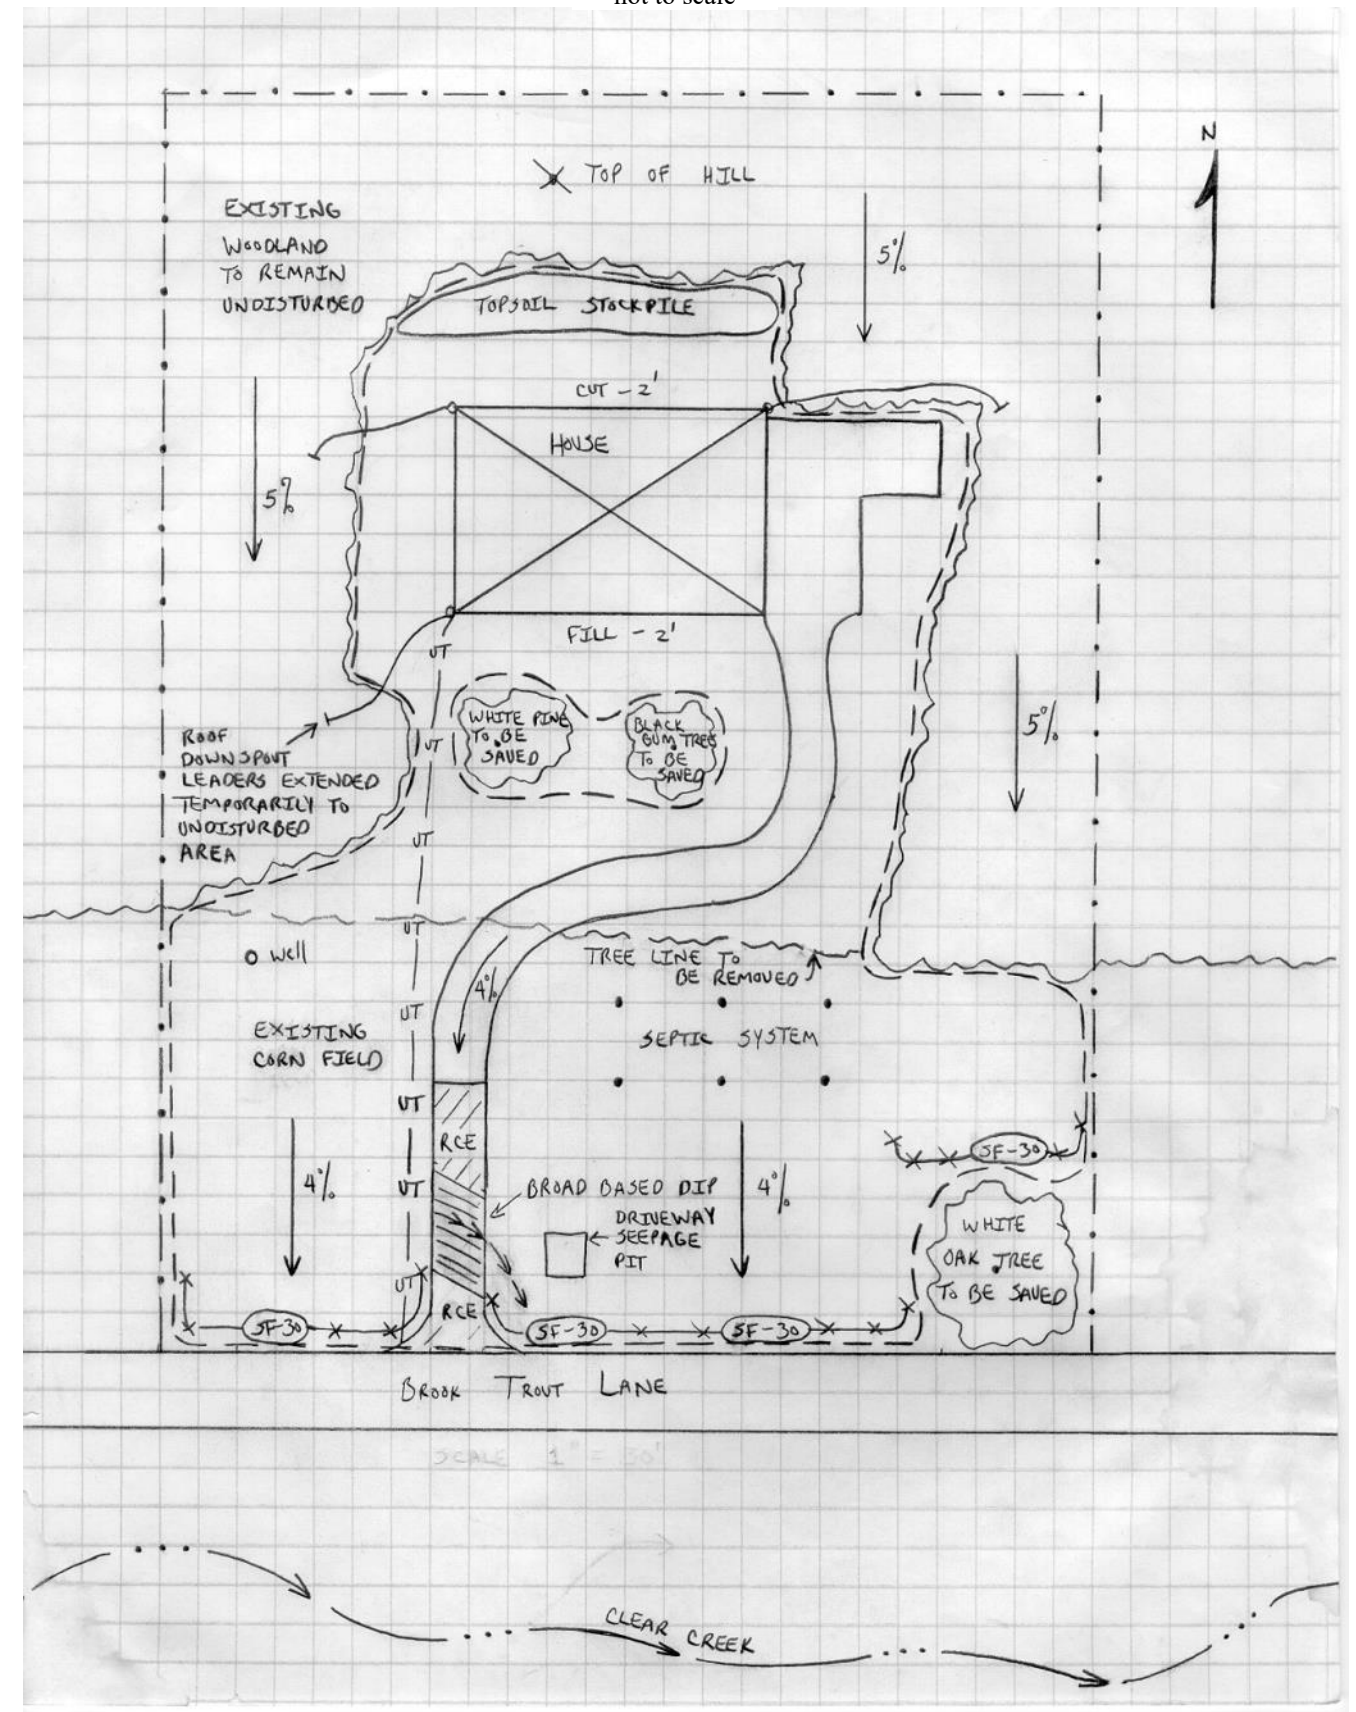 not to scale
N
TOP OF HILL
EXISTING
WOODLAND
TO REMAIN
UNDISTURBED
5%
TOPSOIL STOCKPILE
CUT - 2'
HOUSE
5%
FILL - 2'
UT
WHITE PINE
TO BE
SAVED
BLACK
GUM TREE
TO BE
SAVED
5%
UT
ROOF
DOWNSPOUT
LEADERS EXTENDED
TEMPORARILY TO
UNDISTURBED
AREA
UT
UT
WELL
TREE LINE TO
BE REMOVED
4%
UT
EXISTING
CORN FIELD
SEPTIC SYSTEM
UT
RCE
SF-30
4%
UT
BROAD BASED DIP
4%
DRIVEWAY
SEEPAGE
PIT
WHITE
OAK TREE
TO BE SAVED
UT
RCE
SF-30
SF-30
SF-30
BROOK TROUT LANE
SCALE 1" = 30'
CLEAR CREEK